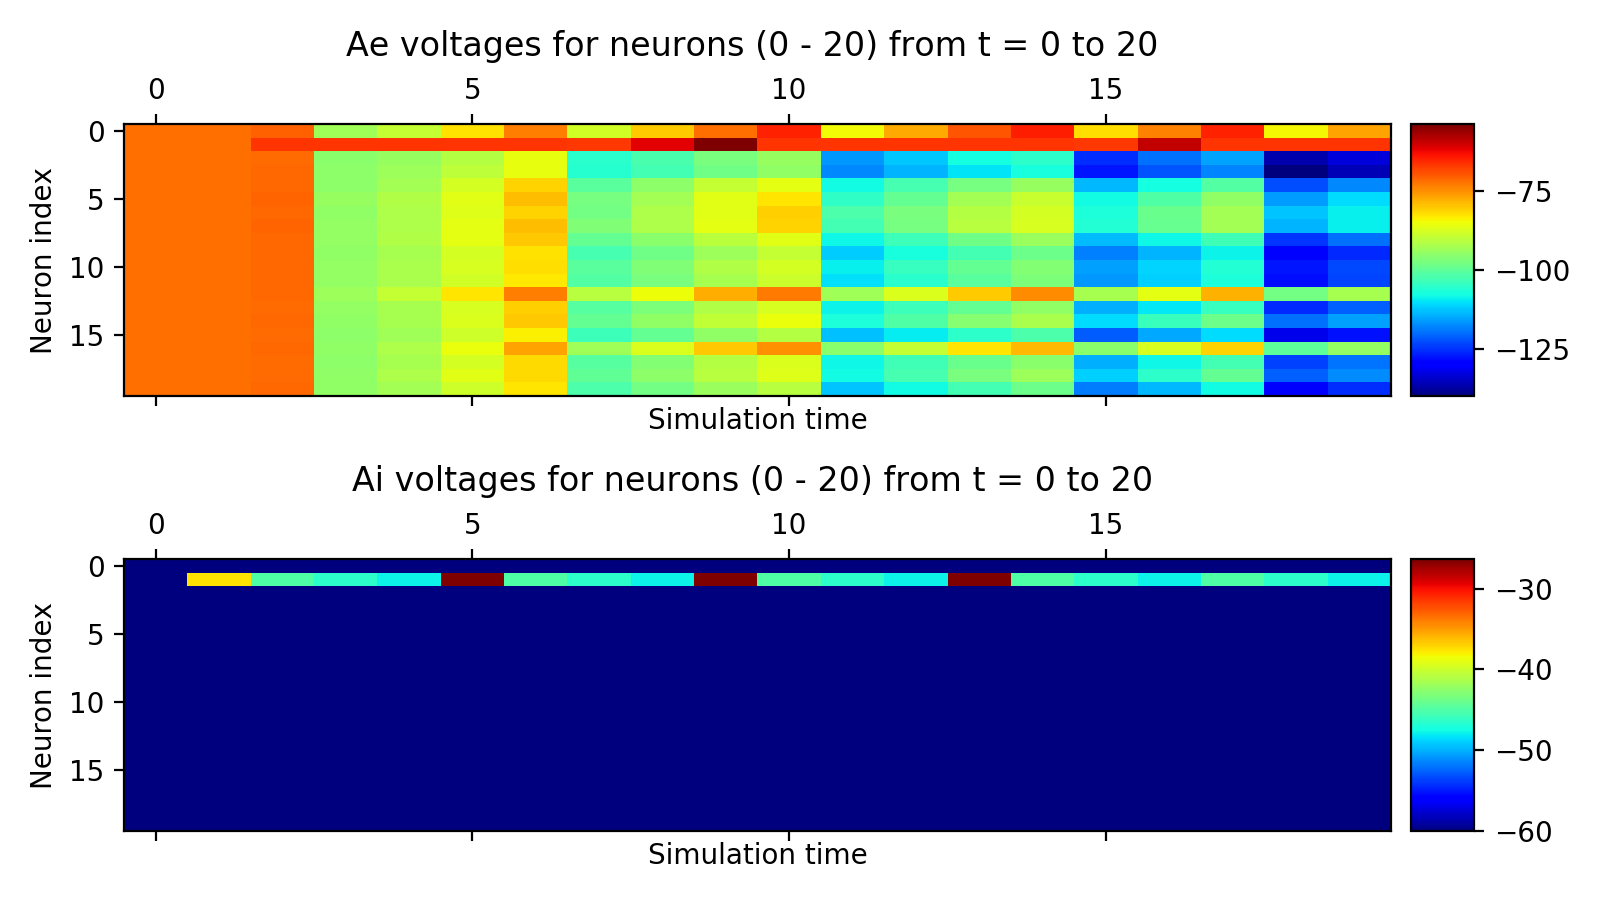 Ae voltages for neurons (0 - 20) from t = 0 to 20
0 5 10 15
Neuron index
0
5
10
15
−75
−100
−125
Simulation time
Ai voltages for neurons (0 - 20) from t = 0 to 20
0 5 10 15
Neuron index
0
5
10
15
−30
−40
−50
−60
Simulation time